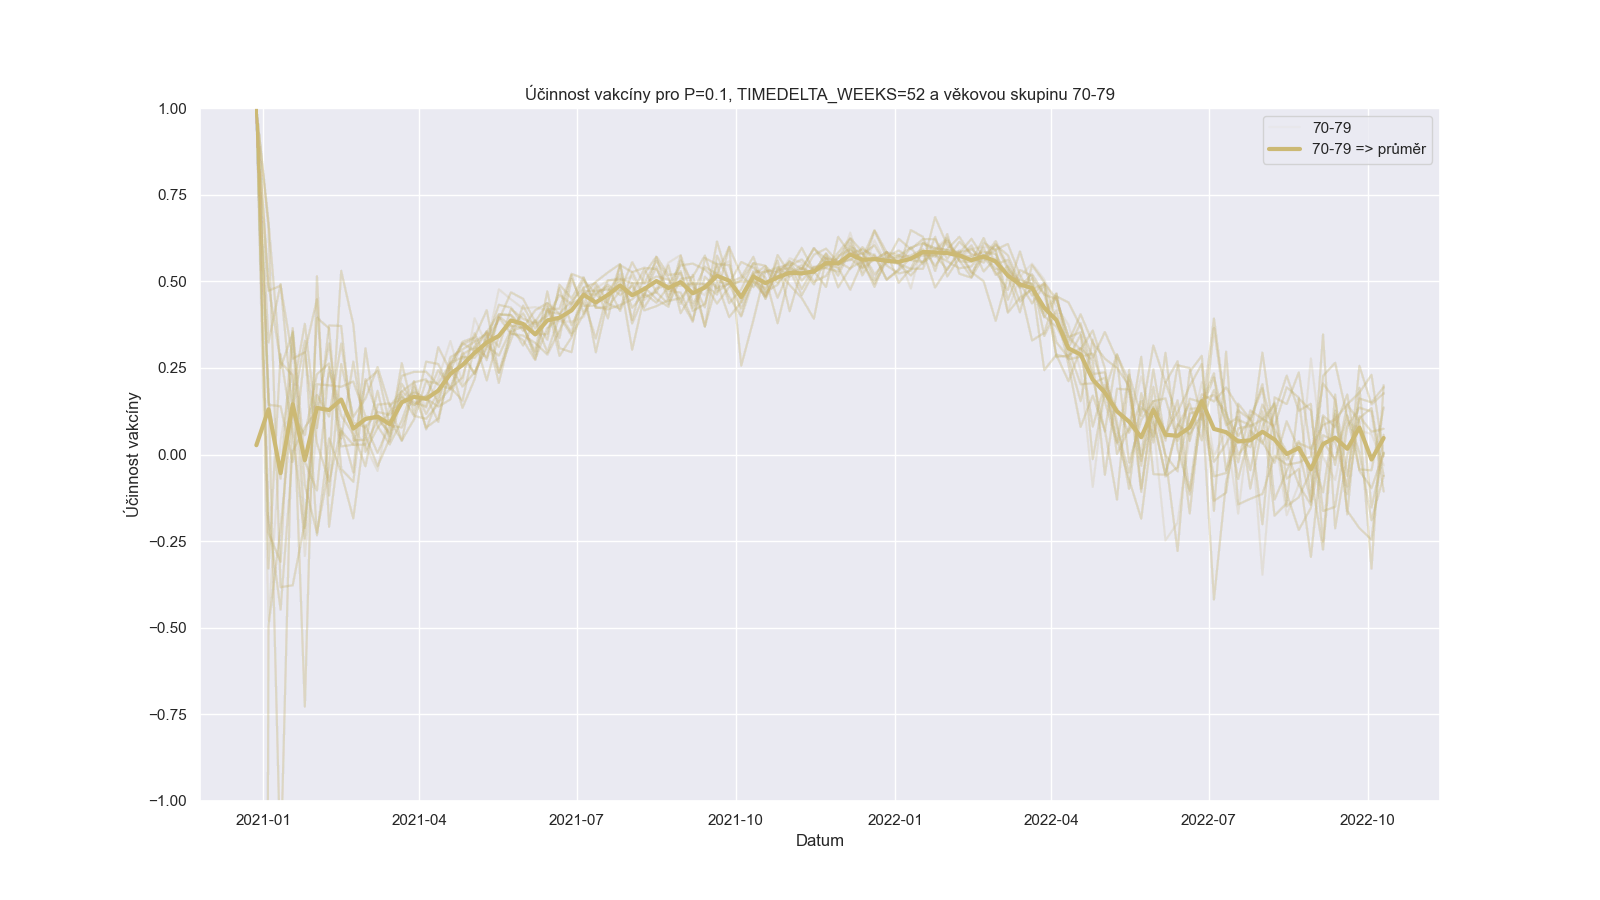 Účinnost vakcíny pro P=0.1, TIMEDELTA_WEEKS=52 a věkovou skupinu 70-79
70-79
70-79 => průměr
1.00
0.75
0.50
0.25
0.00
−0.25
−0.50
−0.75
−1.00
Účinnost vakcíny
2021-01 2021-04 2021-07 2021-10 2022-01 2022-04 2022-07 2022-10
Datum